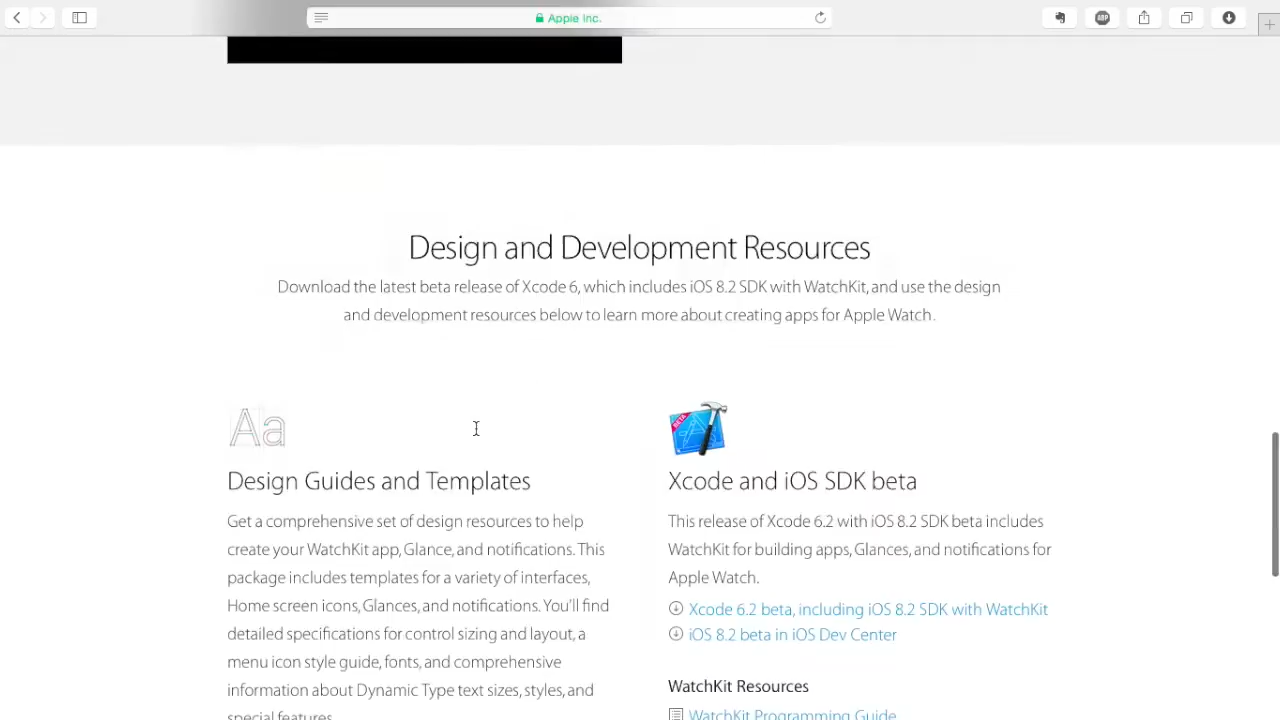 Apple Inc.
ABP
Design and Development Resources
Download the latest beta release of Xcode 6, which includes iOS 8.2 SDK with WatchKit, and use the design
and development resources below to learn more about creating apps for Apple Watch.
Aa
BETA
Design Guides and Templates
Get a comprehensive set of design resources to help
create your WatchKit app, Glance, and notifications. This
package includes templates for a variety of interfaces,
Home screen icons, Glances, and notifications. You'll find
detailed specifications for control sizing and layout, a
menu icon style guide, fonts, and comprehensive
information about Dynamic Type text sizes, styles, and
special features.
Xcode and iOS SDK beta
This release of Xcode 6.2 with iOS 8.2 SDK beta includes
WatchKit for building apps, Glances, and notifications for
Apple Watch.
Xcode 6.2 beta, including iOS 8.2 SDK with WatchKit
iOS 8.2 beta in iOS Dev Center
WatchKit Resources
WatchKit Programming Guide